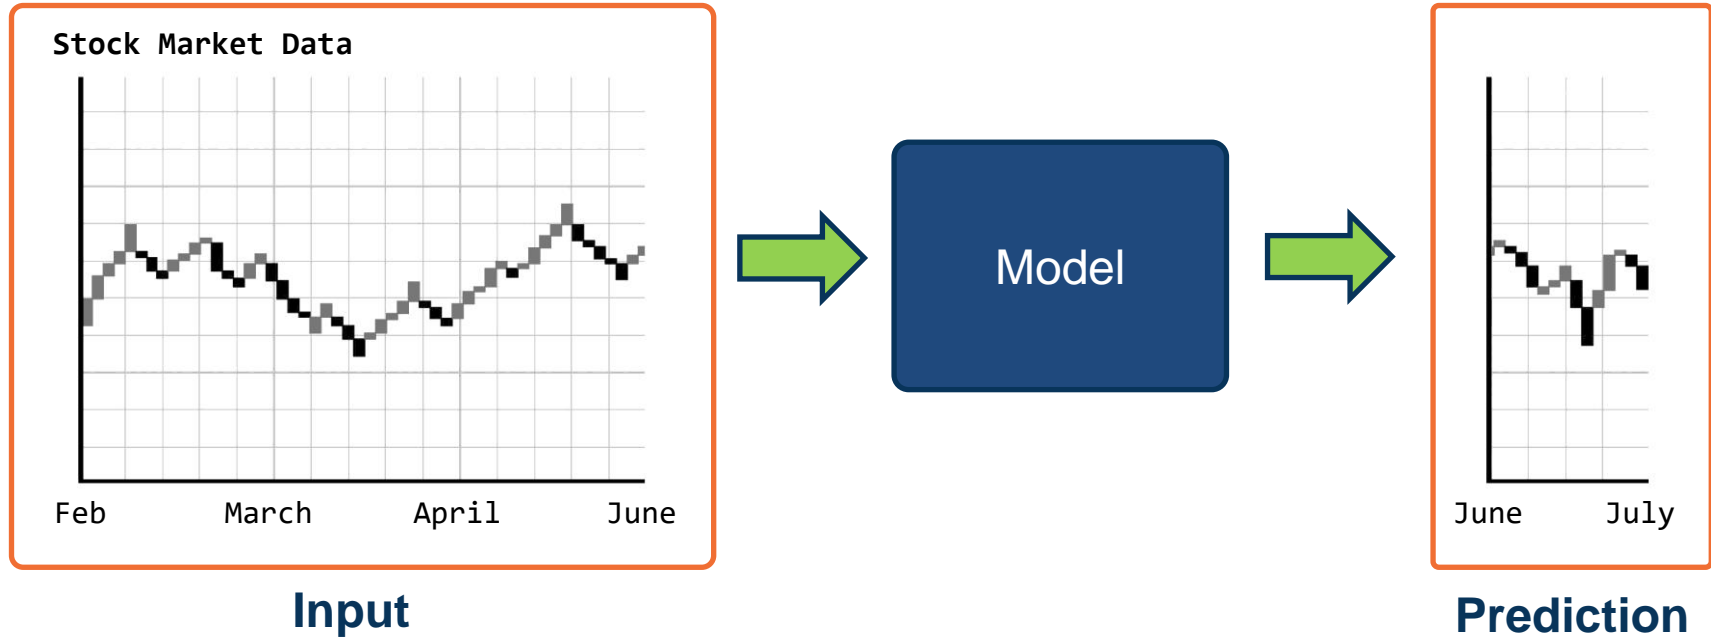 Stock Market Data
Feb March April June
Input
Model
June July
Prediction